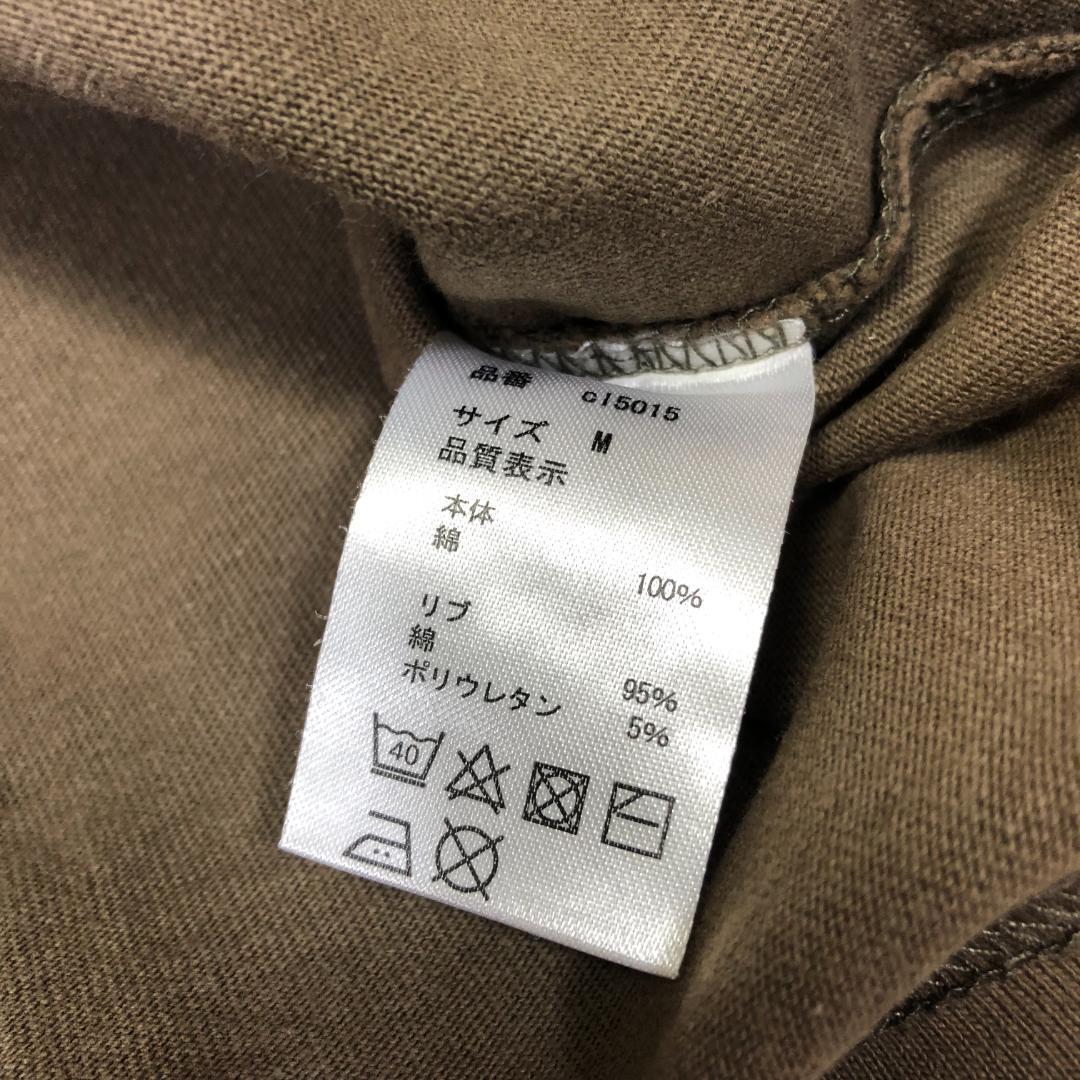 品番 cl5015
サイズ M
品質表示
本体
綿 100%
リブ
綿 95%
ポリウレタン 5%
40